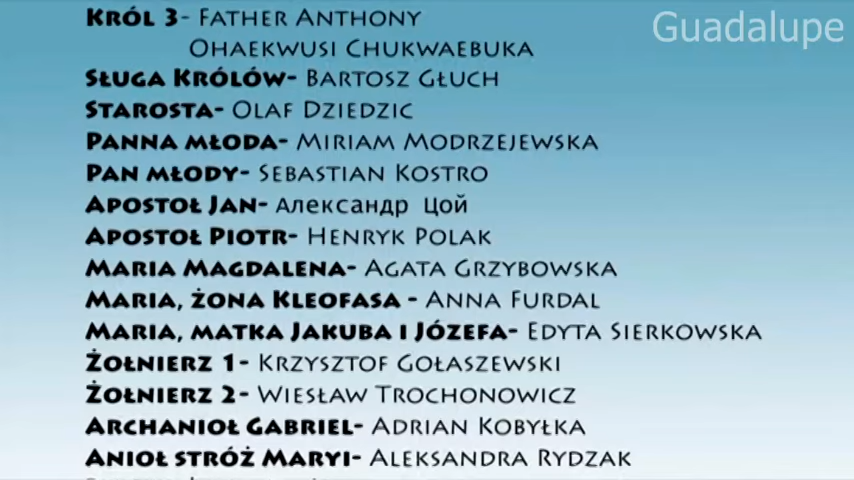 Guadalupe
Król 3- Father Anthony
Ohaekwusi Chukwaebuka
Sługa Królów- Bartosz Głuch
Starosta- Olaf Dziedzic
Panna młoda- Miriam Modrzejewska
Pan młody- Sebastian Kostro
Apostoł Jan- Александр Цой
Apostoł Piotr- Henryk Polak
Maria Magdalena- Agata Grzybowska
Maria, żona Kleofasa - Anna Furdal
Maria, matka Jakuba i Józefa- Edyta Sierkowska
Żołnierz 1- Krzysztof Gołaszewski
Żołnierz 2- Wiesław Trochonowicz
Archanioł Gabriel- Adrian Kobyłka
Anioł stróż Maryi- Aleksandra Rydzak